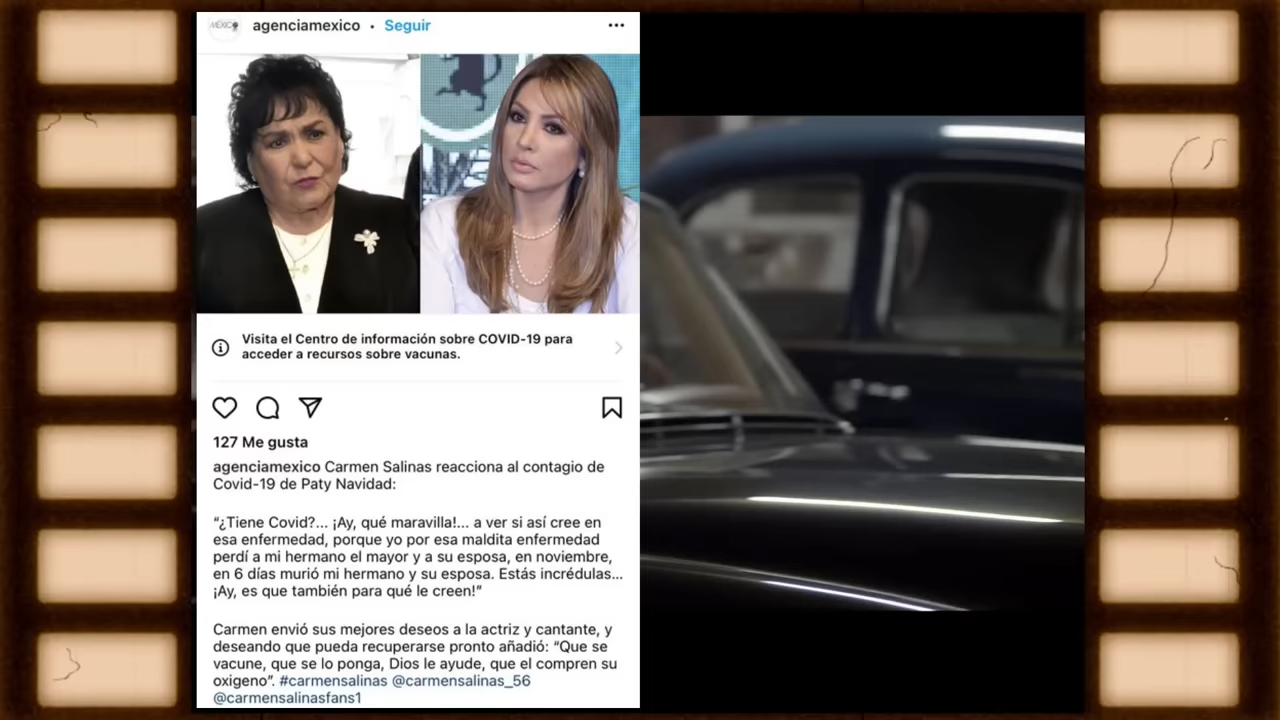 MÉXICO
agenciamexico • Seguir
Visita el Centro de información sobre COVID-19 para
acceder a recursos sobre vacunas.
127 Me gusta
agenciamexico Carmen Salinas reacciona al contagio de
Covid-19 de Paty Navidad:
“¿Tiene Covid?... ¡Ay, qué maravilla!... a ver si así cree en
esa enfermedad, porque yo por esa maldita enfermedad
perdí a mi hermano el mayor y a su esposa, en noviembre,
en 6 días murió mi hermano y su esposa. Estás incrédulas...
¡Ay, es que también para qué le creen!”
Carmen envió sus mejores deseos a la actriz y cantante, y
deseando que pueda recuperarse pronto añadió: “Que se
vacune, que se lo ponga, Dios le ayude, que el compren su
oxigeno”. #carmensalinas @carmensalinas_56
@carmensalinasfans1